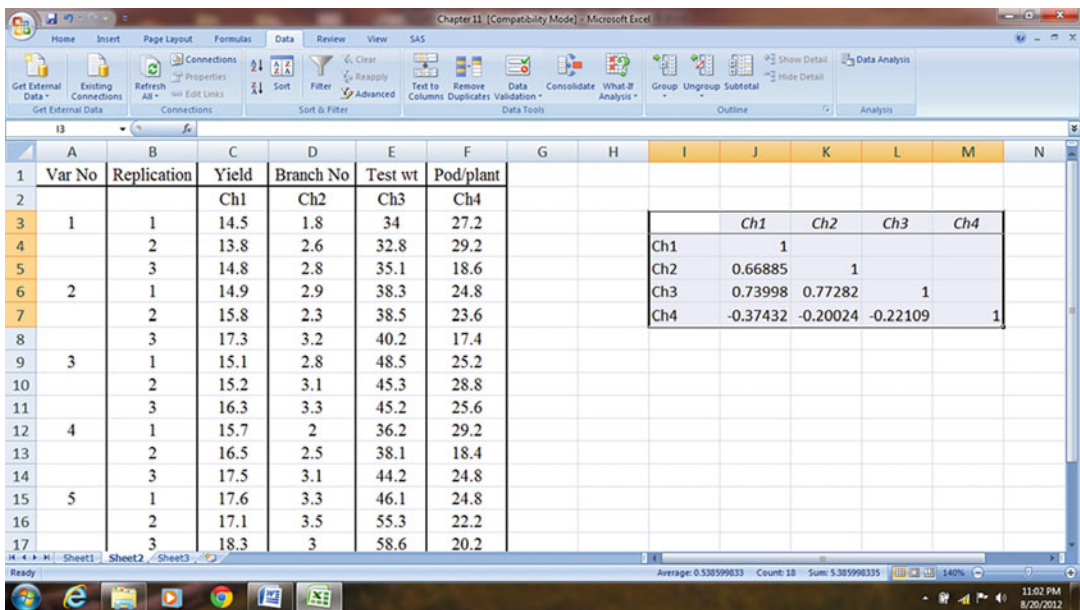 Chapter11 [Compatibility Mode] - Microsoft Excel
Home Insert Page Layout Formulas Data Review View SAS
Get External Data Existing Connections Refresh All Connections Properties Edit Links Sort Filter Clear Reapply Advanced Text to Columns Remove Duplicates Data Validation Consolidate What-If Analysis Group Ungroup Subtotal Show Detail Hide Detail Data Analysis
Get External Data Connections Sort & Filter Data Tools Outline Analysis
I3 fx
A B C D E F G H I J K L M N
1 Var No Replication Yield Branch No Test wt Pod/plant
2 Ch1 Ch2 Ch3 Ch4
3 1 1 14.5 1.8 34 27.2 Ch1 Ch2 Ch3 Ch4
4 2 13.8 2.6 32.8 29.2 Ch1 1
5 3 14.8 2.8 35.1 18.6 Ch2 0.66885 1
6 2 1 14.9 2.9 38.3 24.8 Ch3 0.73998 0.77282 1
7 2 15.8 2.3 38.5 23.6 Ch4 -0.37432 -0.20024 -0.22109 1
8 3 17.3 3.2 40.2 17.4
9 3 1 15.1 2.8 48.5 25.2
10 2 15.2 3.1 45.3 28.8
11 3 16.3 3.3 45.2 25.6
12 4 1 15.7 2 36.2 29.2
13 2 16.5 2.5 38.1 18.4
14 3 17.5 3.1 44.2 24.8
15 5 1 17.6 3.3 46.1 24.8
16 2 17.1 3.5 55.3 22.2
17 3 18.3 3 58.6 20.2
Sheet1 Sheet2 Sheet3
Ready Average: 0.538599833 Count: 18 Sum: 5.385998335 140%
11:02 PM
8/20/2012